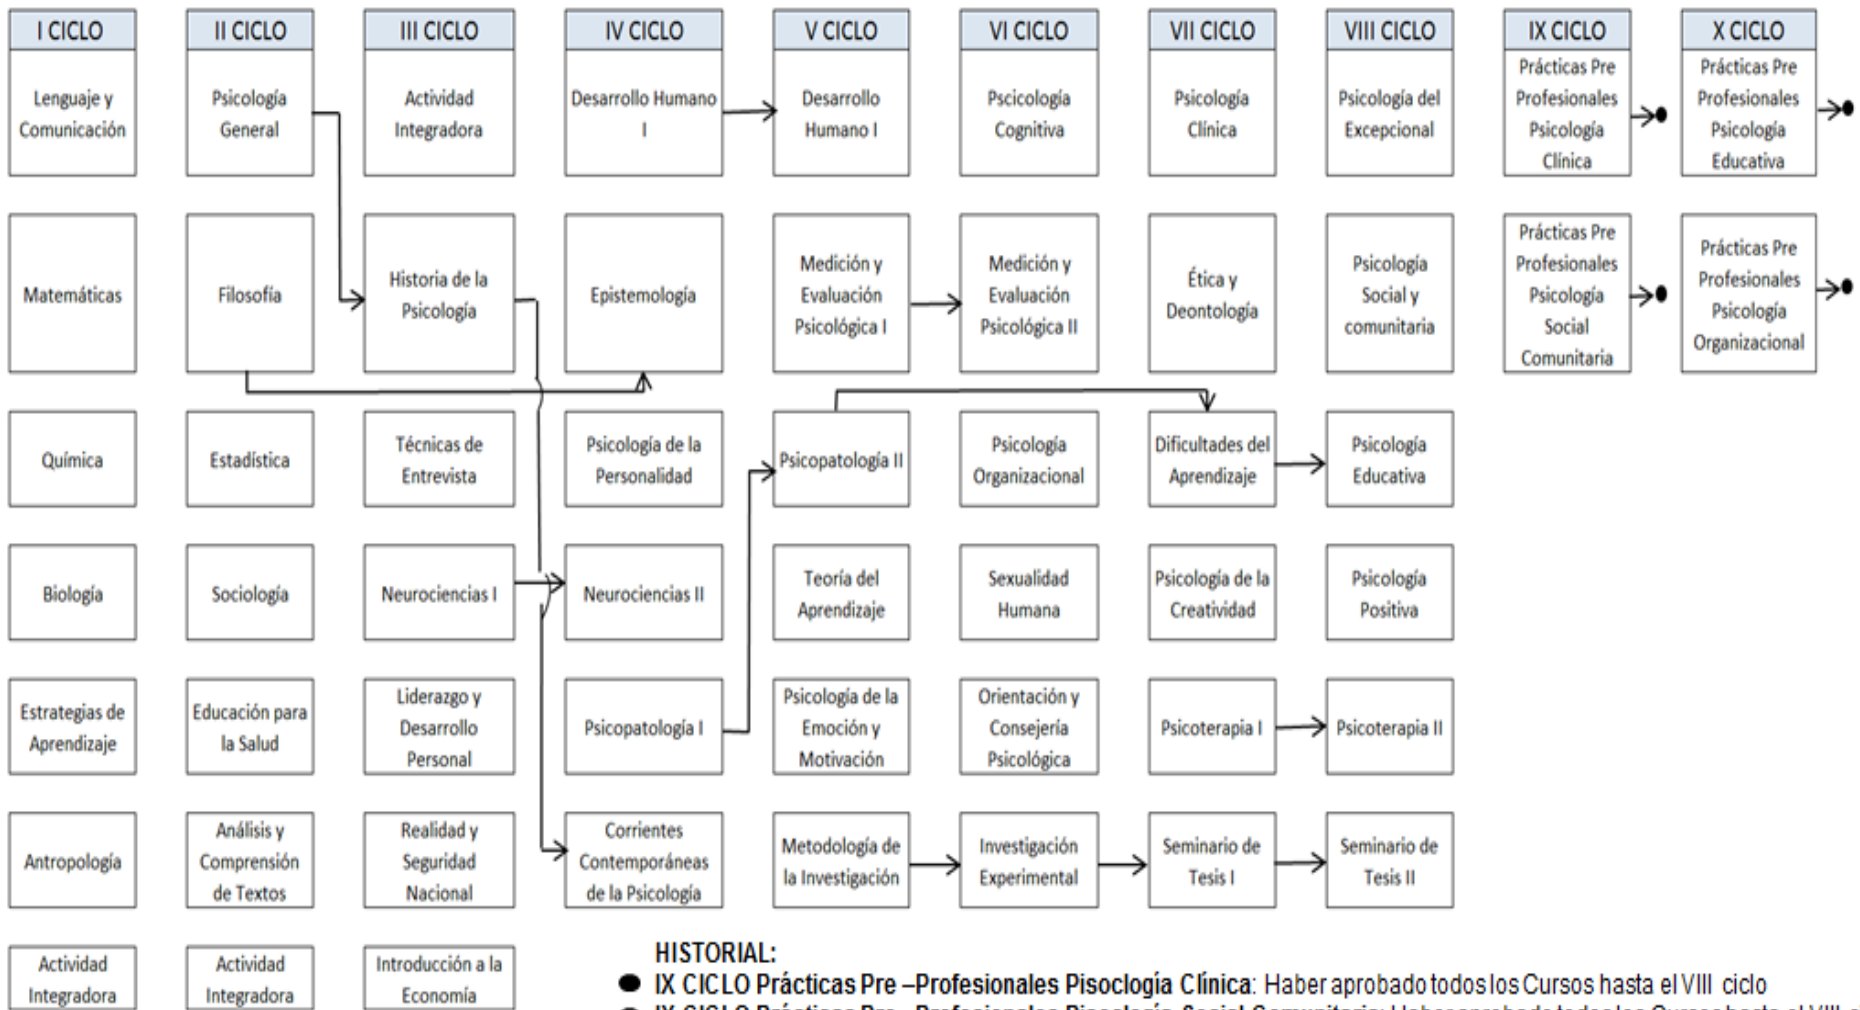 I CICLO
II CICLO
III CICLO
IV CICLO
V CICLO
VI CICLO
VII CICLO
VIII CICLO
IX CICLO
X CICLO
Lenguaje y
Comunicación
Psicología
General
Actividad
Integradora
Desarrollo Humano
I
Desarrollo
Humano I
Pscicología
Cognitiva
Psicología
Clínica
Psicología del
Excepcional
Prácticas Pre
Profesionales
Psicología
Clínica
Prácticas Pre
Profesionales
Psicología
Educativa
Matemáticas
Filosofía
Historia de la
Psicología
Epistemología
Medición y
Evaluación
Psicológica I
Medición y
Evaluación
Psicológica II
Ética y
Deontología
Psicología
Social y
comunitaria
Prácticas Pre
Profesionales
Psicología
Social
Comunitaria
Prácticas Pre
Profesionales
Psicología
Organizacional
Química
Estadística
Técnicas de
Entrevista
Psicología de la
Personalidad
Psicopatología II
Psicología
Organizacional
Dificultades del
Aprendizaje
Psicología
Educativa
Biología
Sociología
Neurociencias I
Neurociencias II
Teoría del
Aprendizaje
Sexualidad
Humana
Psicología de la
Creatividad
Psicología
Positiva
Estrategias de
Aprendizaje
Educación para
la Salud
Liderazgo y
Desarrollo
Personal
Psicopatología I
Psicología de la
Emoción y
Motivación
Orientación y
Consejería
Psicológica
Psicoterapia I
Psicoterapia II
Antropología
Análisis y
Comprensión
de Textos
Realidad y
Seguridad
Nacional
Corrientes
Contemporáneas
de la Psicología
Metodología de
la Investigación
Investigación
Experimental
Seminario de
Tesis I
Seminario de
Tesis II
Actividad
Integradora
Actividad
Integradora
Introducción a la
Economía
HISTORIAL:
IX CICLO Prácticas Pre –Profesionales Pisoclogía Clínica: Haber aprobado todos los Cursos hasta el VIII ciclo